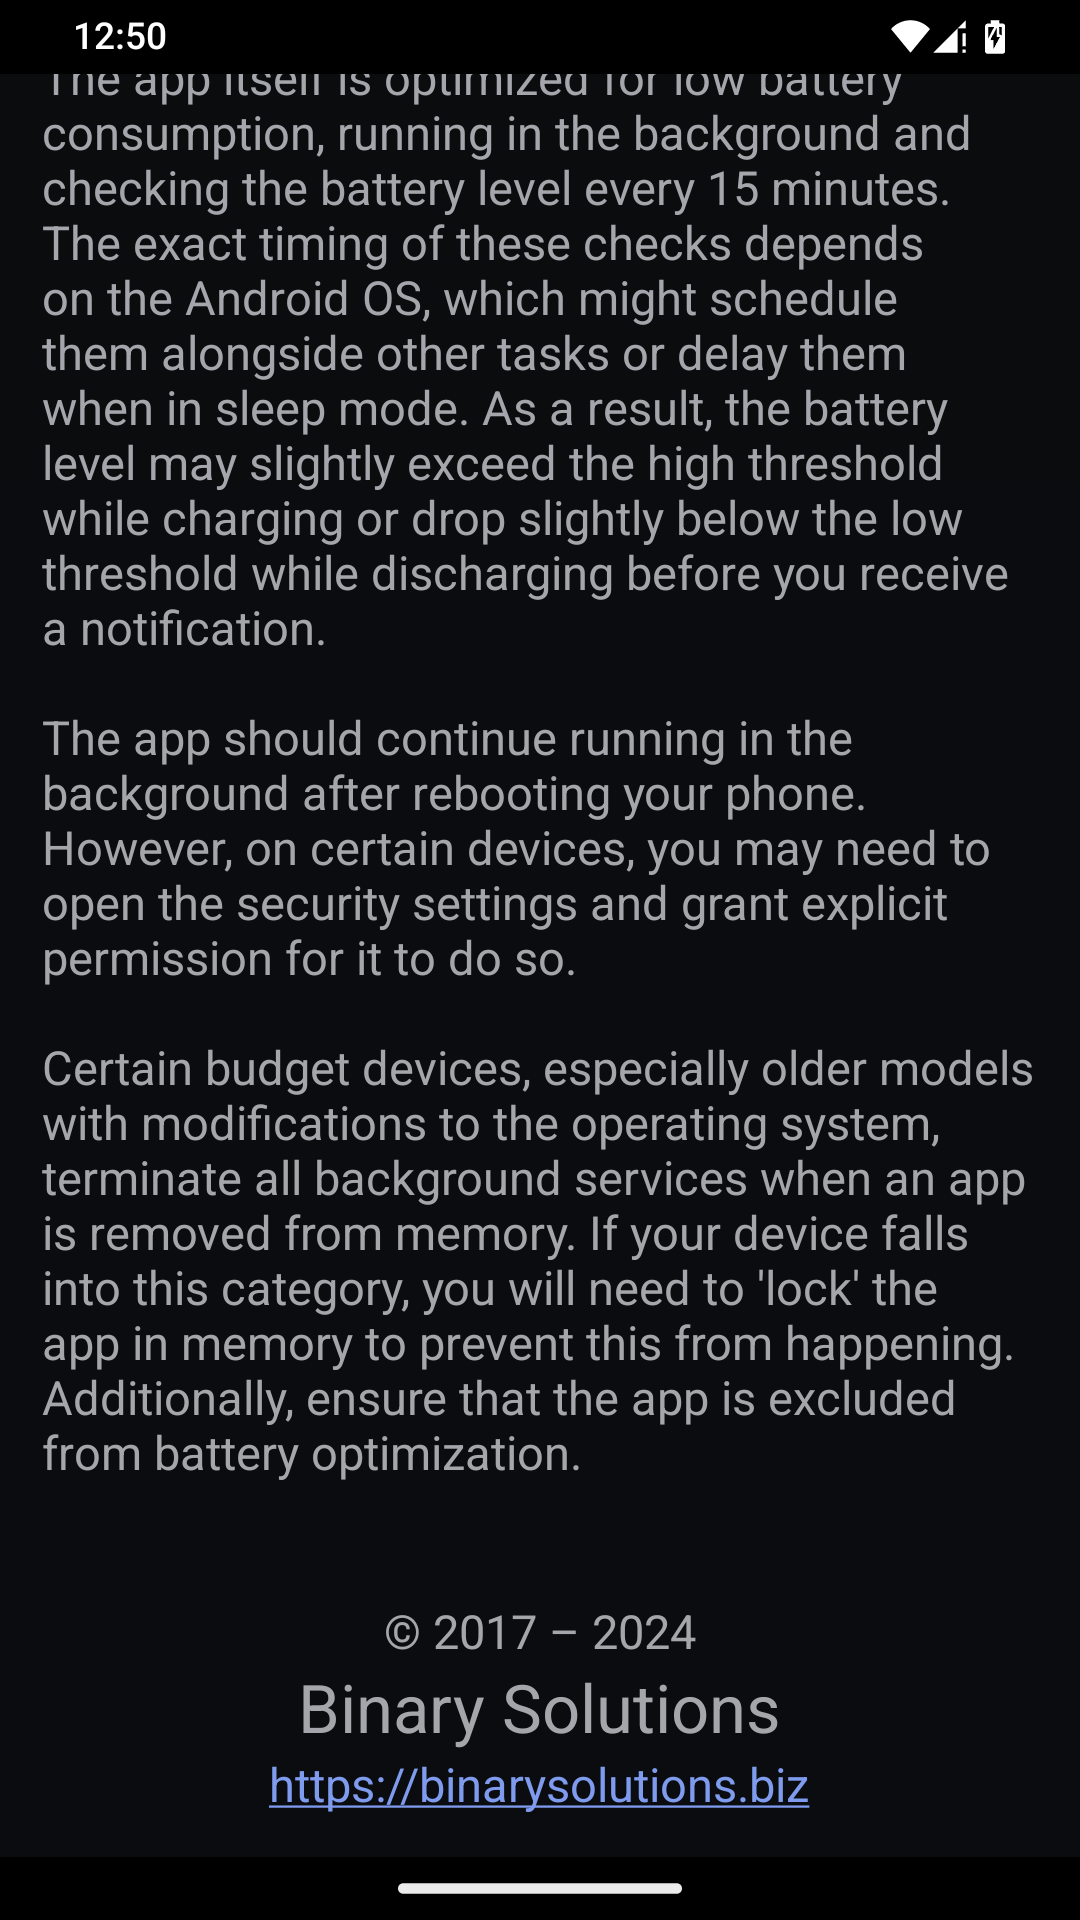 12:50
The app itself is optimized for low battery
consumption, running in the background and
checking the battery level every 15 minutes.
The exact timing of these checks depends
on the Android OS, which might schedule
them alongside other tasks or delay them
when in sleep mode. As a result, the battery
level may slightly exceed the high threshold
while charging or drop slightly below the low
threshold while discharging before you receive
a notification.
The app should continue running in the
background after rebooting your phone.
However, on certain devices, you may need to
open the security settings and grant explicit
permission for it to do so.
Certain budget devices, especially older models
with modifications to the operating system,
terminate all background services when an app
is removed from memory. If your device falls
into this category, you will need to 'lock' the
app in memory to prevent this from happening.
Additionally, ensure that the app is excluded
from battery optimization.
© 2017 – 2024
Binary Solutions
https://binarysolutions.biz